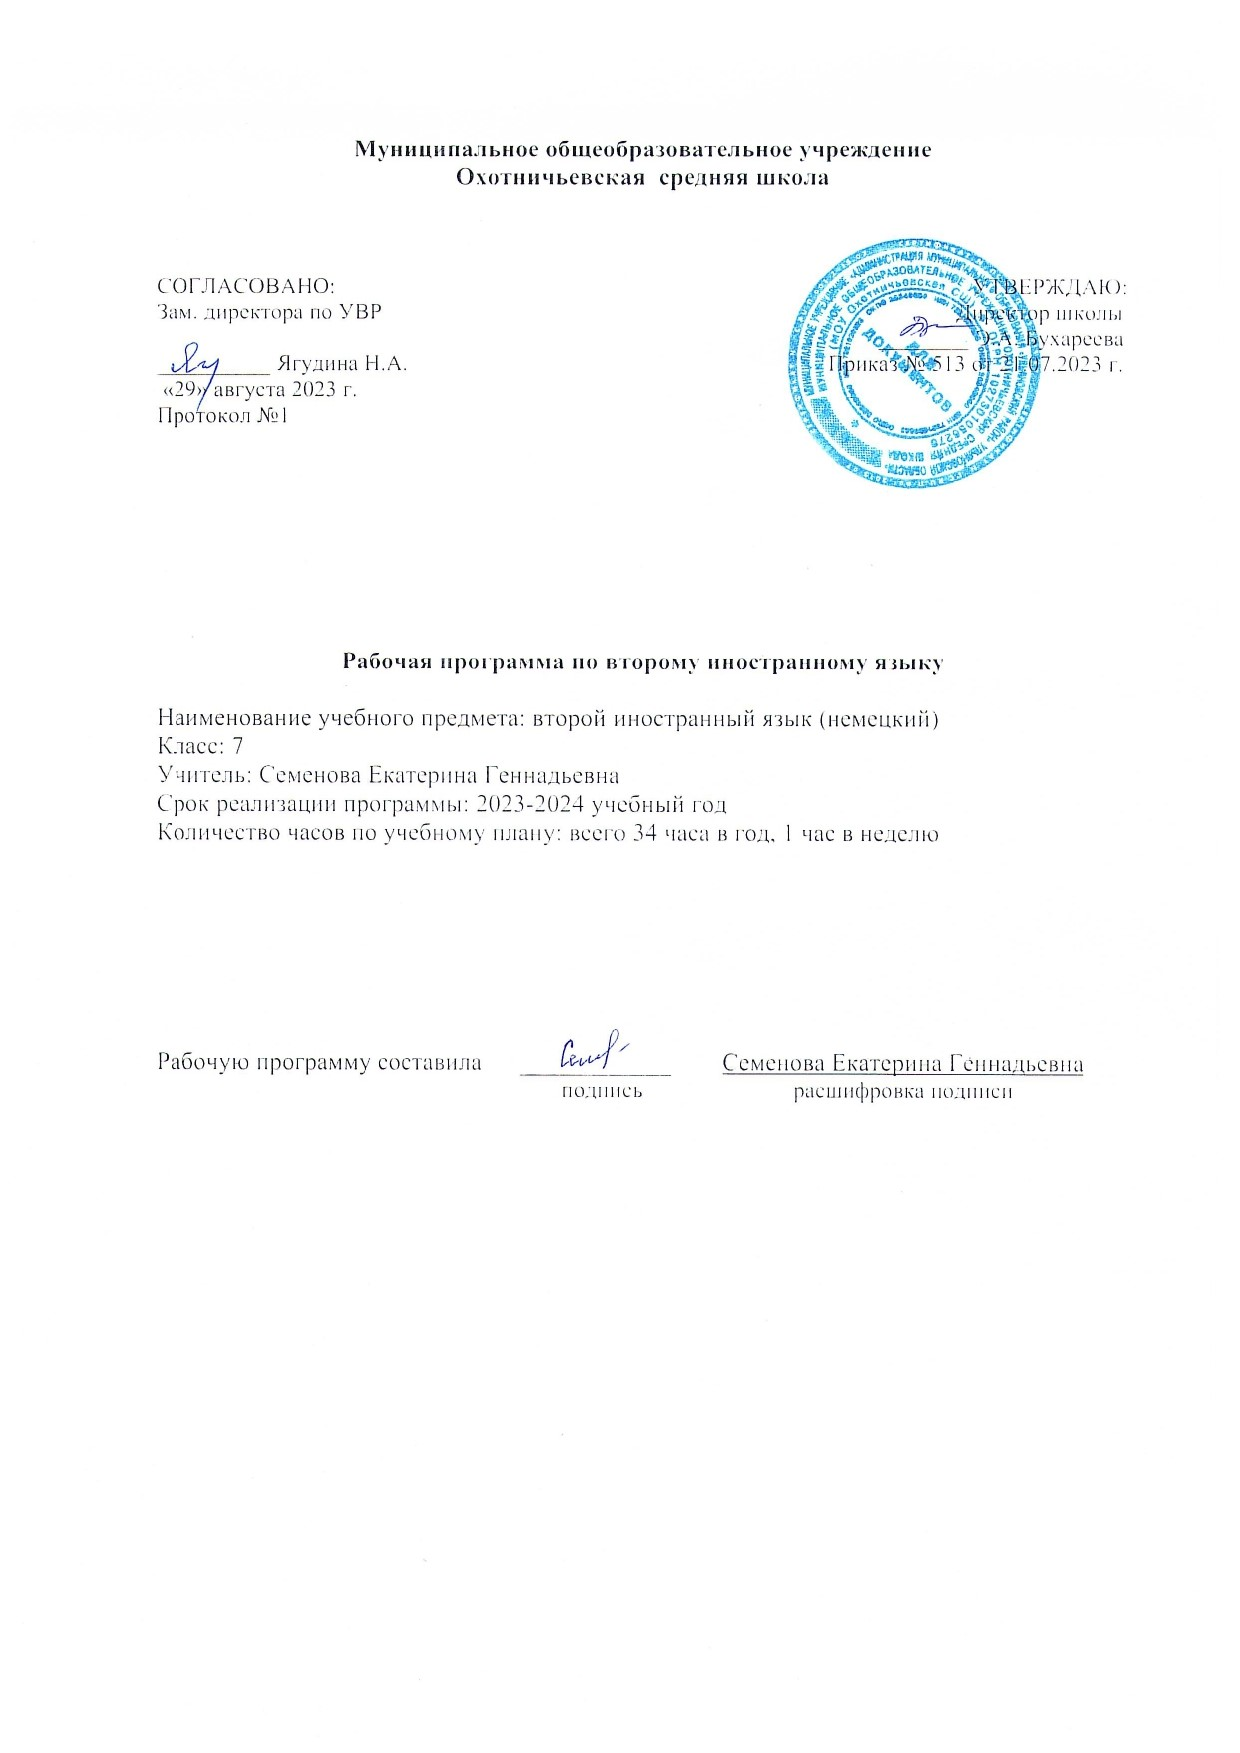 Муниципальное общеобразовательное учреждение
Охотничьевская средняя школа
СОГЛАСОВАНО:
Зам. директора по УВР
Ягудина Н.А.
«29» августа 2023 г.
Протокол №1
УТВЕРЖДАЮ:
Директор школы
Э.А. Бухареева
Приказ № 513 от 21.07.2023 г.
ДЛЯ
ДОКУМЕНТОВ
Рабочая программа по второму иностранному языку
Наименование учебного предмета: второй иностранный язык (немецкий)
Класс: 7
Учитель: Семенова Екатерина Геннадьевна
Срок реализации программы: 2023-2024 учебный год
Количество часов по учебному плану: всего 34 часа в год, 1 час в неделю
Рабочую программу составила Семенова Екатерина Геннадьевна
подпись расшифровка подписи